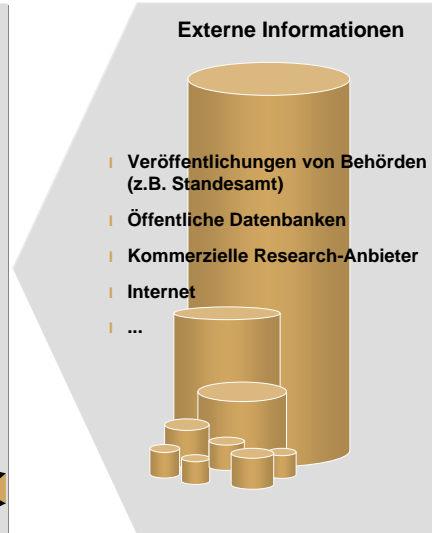 Externe Informationen
Veröffentlichungen von Behörden
(z.B. Standesamt)
Öffentliche Datenbanken
Kommerzielle Research-Anbieter
Internet
...